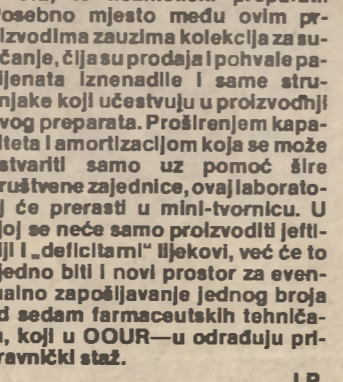 osebno mjesto među ovim pr-
izvodima zauzima kolekcija za su-
čanje, čija su prodaja i pohvale pa-
ijenata iznenadile i same stru-
njake koji učestvuju u proizvodnji
vog preparata. Proširenjem kapa-
iteta i amortizacijom koja se može
stvariti samo uz pomoć šire
ruštvene zajednice, ovaj laborato-
j će prerasti u mini-tvornicu. U
joj se neće samo proizvoditi jefti-
iji i „deficitarni“ lijekovi, već će to
jedno biti i novi prostor za even-
ualno zapošljavanje jednog broja
d sedam farmaceutskih tehniča-
, koji u OOUR—u odrađuju pri-
ravnički staž.